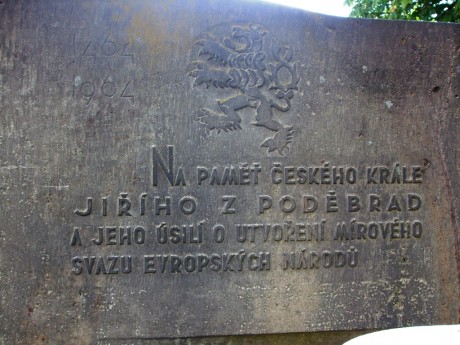 1464
1964
NA PAMĚŤ ČESKÉHO KRÁLE
JIŘÍHO Z PODĚBRAD
A JEHO ÚSILÍ O UTVOŘENÍ MÍROVÉHO
SVAZU EVROPSKÝCH NÁRODŮ